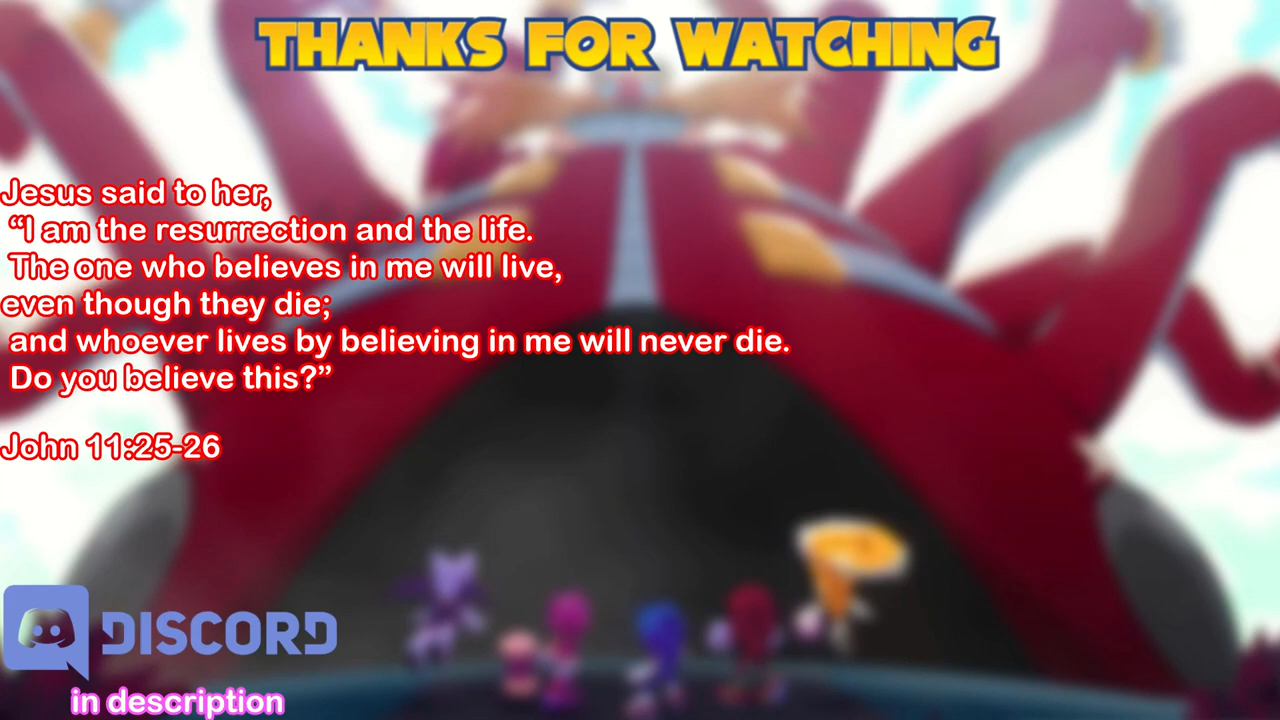 THANKS FOR WATCHING
Jesus said to her,
“I am the resurrection and the life.
The one who believes in me will live,
even though they die;
and whoever lives by believing in me will never die.
Do you believe this?”
John 11:25-26
DISCORD
in description